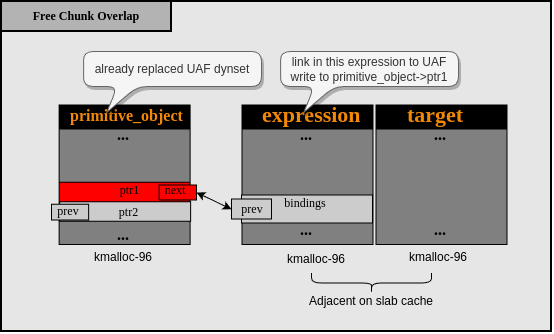 Free Chunk Overlap
already replaced UAF dynset
link in this expression to UAF
write to primitive_object->ptr1
primitive_object
expression
target
...
...
...
ptr1
next
prev
ptr2
prev
bindings
...
...
...
kmalloc-96
kmalloc-96
kmalloc-96
Adjacent on slab cache